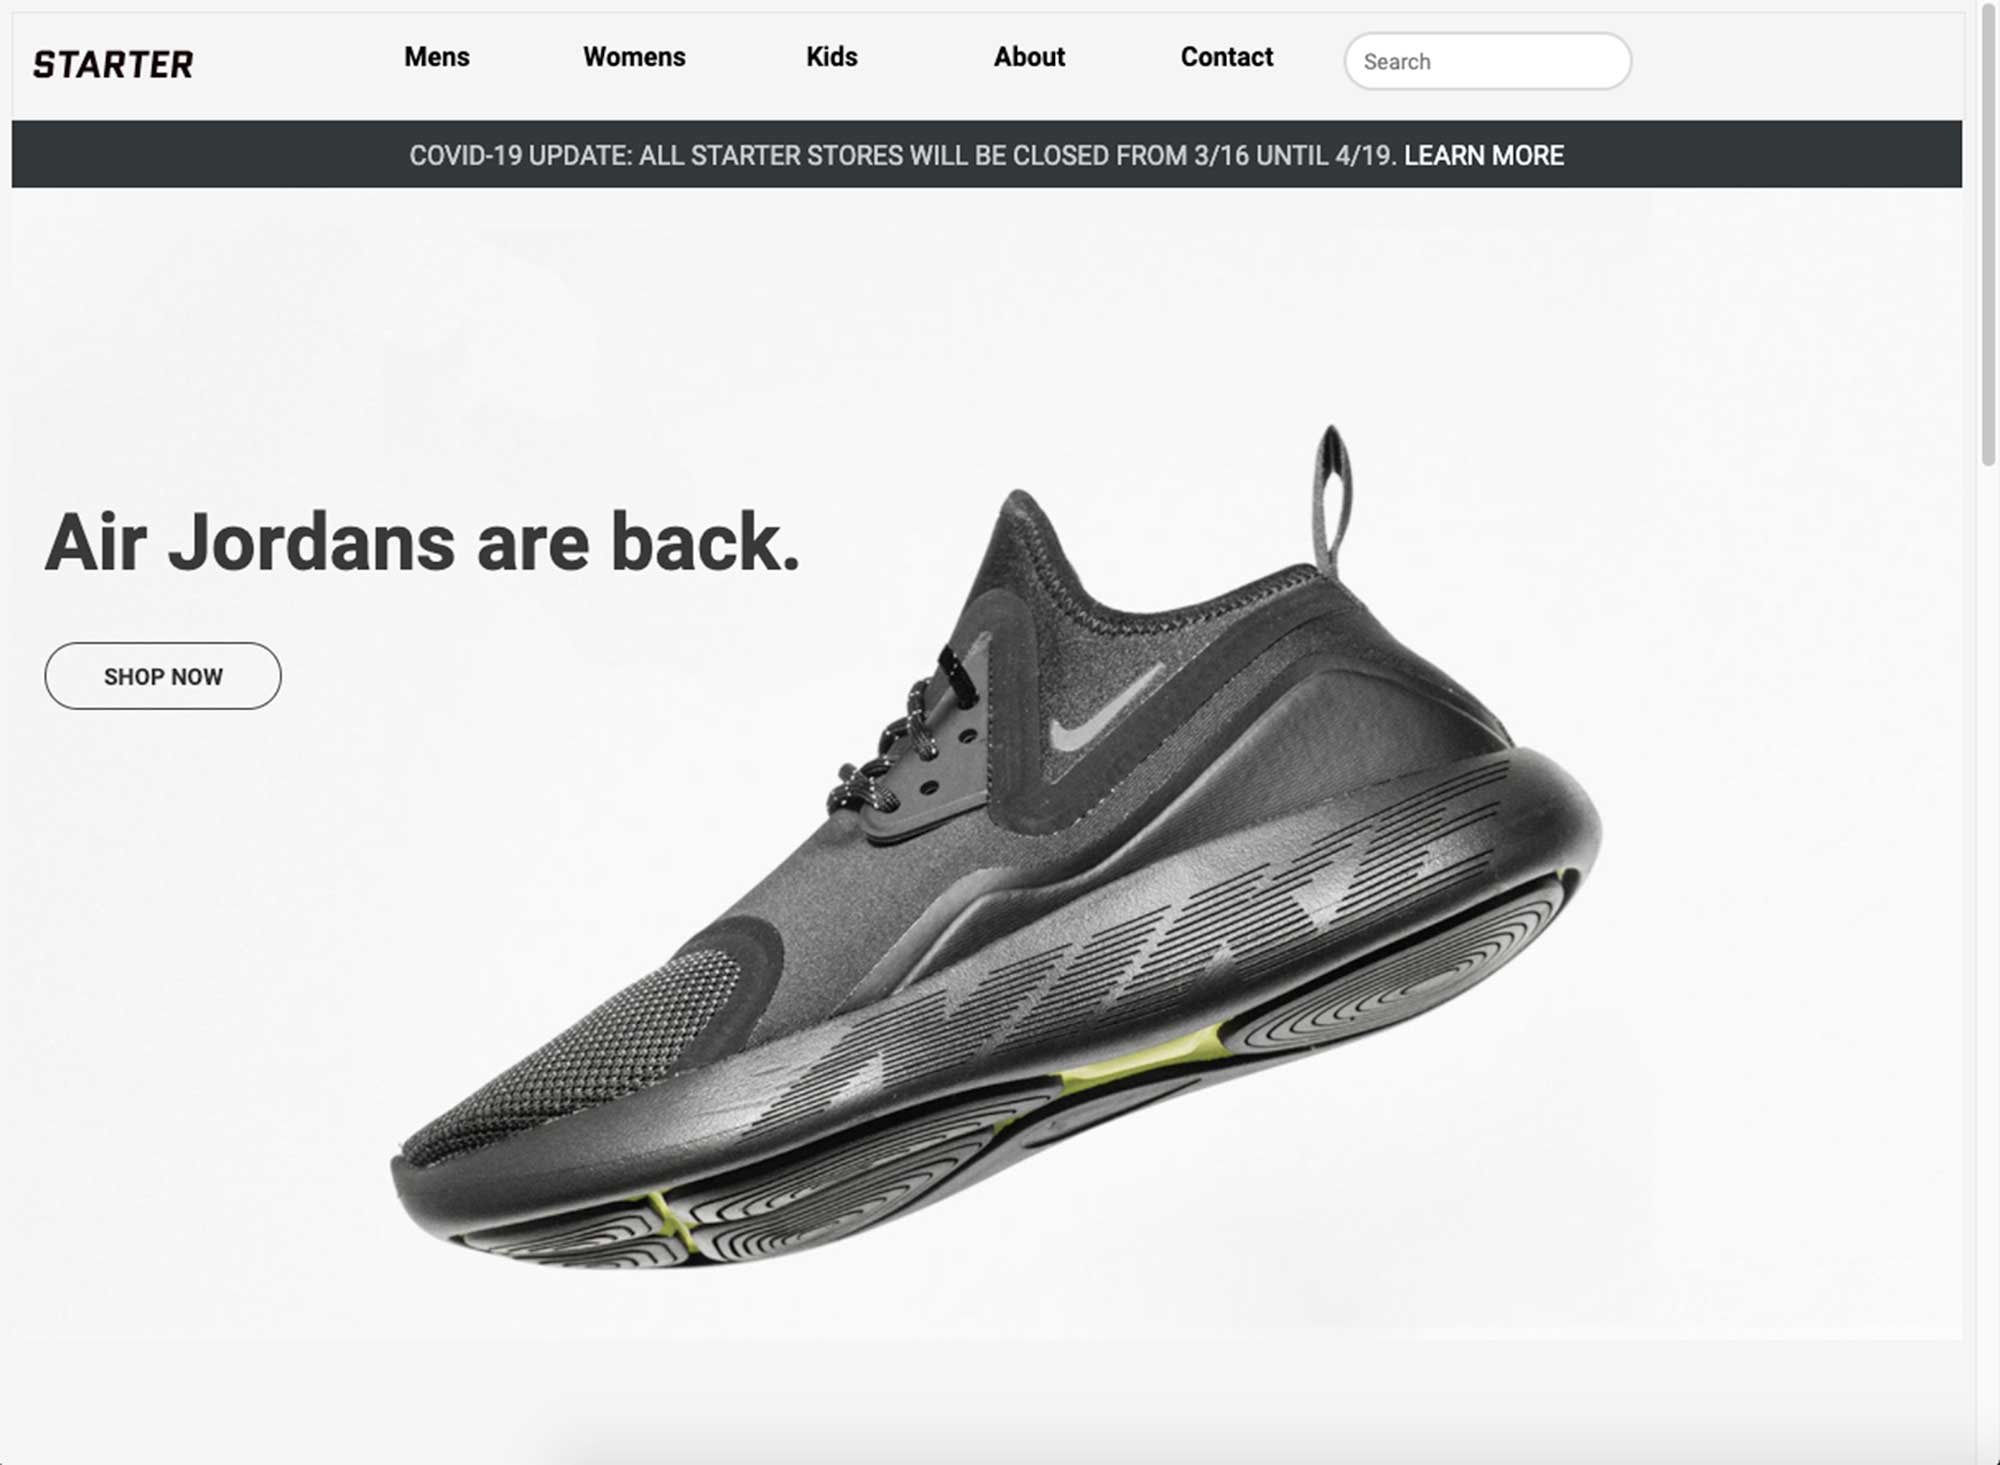 STARTER
Mens Womens Kids About Contact Search
COVID-19 UPDATE: ALL STARTER STORES WILL BE CLOSED FROM 3/16 UNTIL 4/19. LEARN MORE
Air Jordans are back.
SHOP NOW